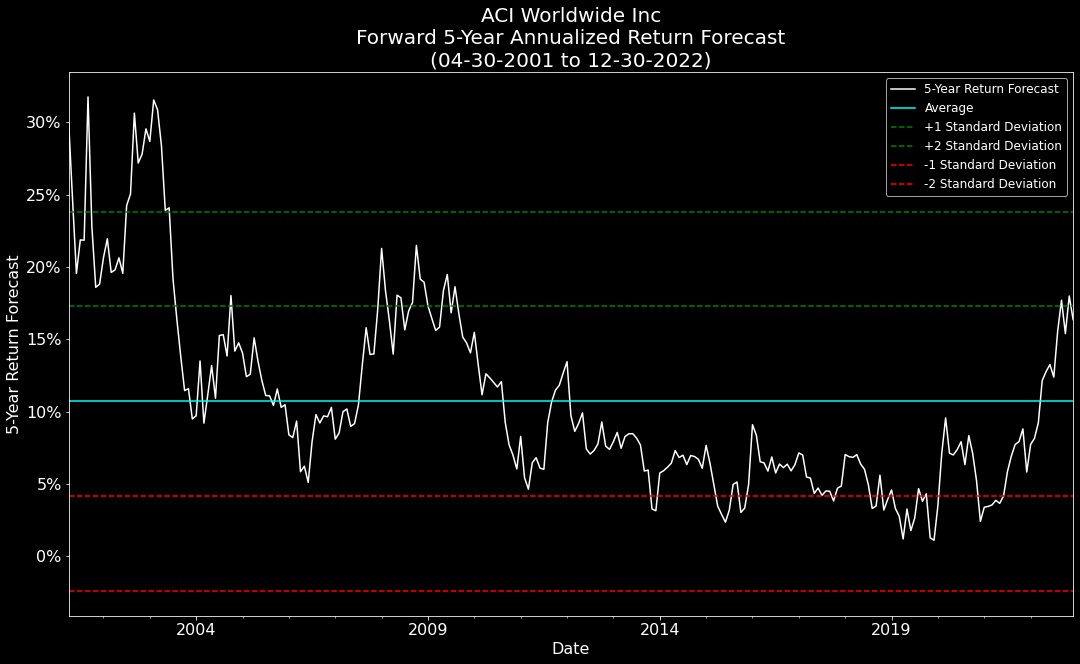 ACI Worldwide Inc
Forward 5-Year Annualized Return Forecast
(04-30-2001 to 12-30-2022)
5-Year Return Forecast
Average
+1 Standard Deviation
+2 Standard Deviation
-1 Standard Deviation
-2 Standard Deviation
30%
25%
20%
15%
10%
5%
0%
5-Year Return Forecast
2004
2009
2014
2019
Date